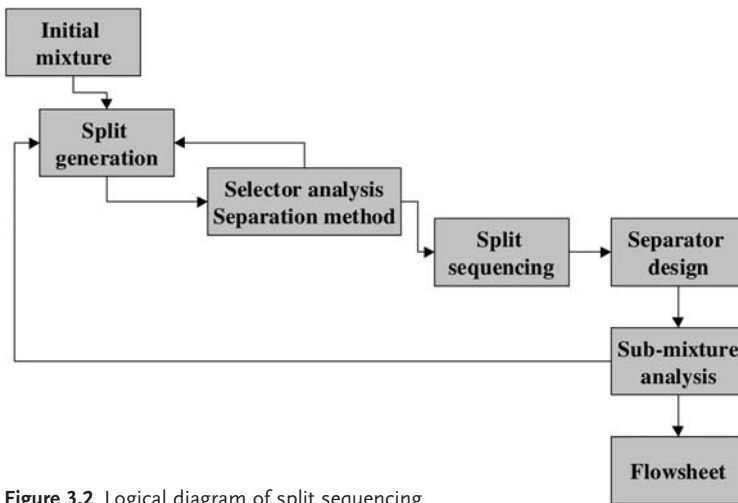 Initial
mixture
Split
generation
Selector analysis
Separation method
Split
sequencing
Separator
design
Sub-mixture
analysis
Flowsheet
Figure 3.2 Logical diagram of split sequencing